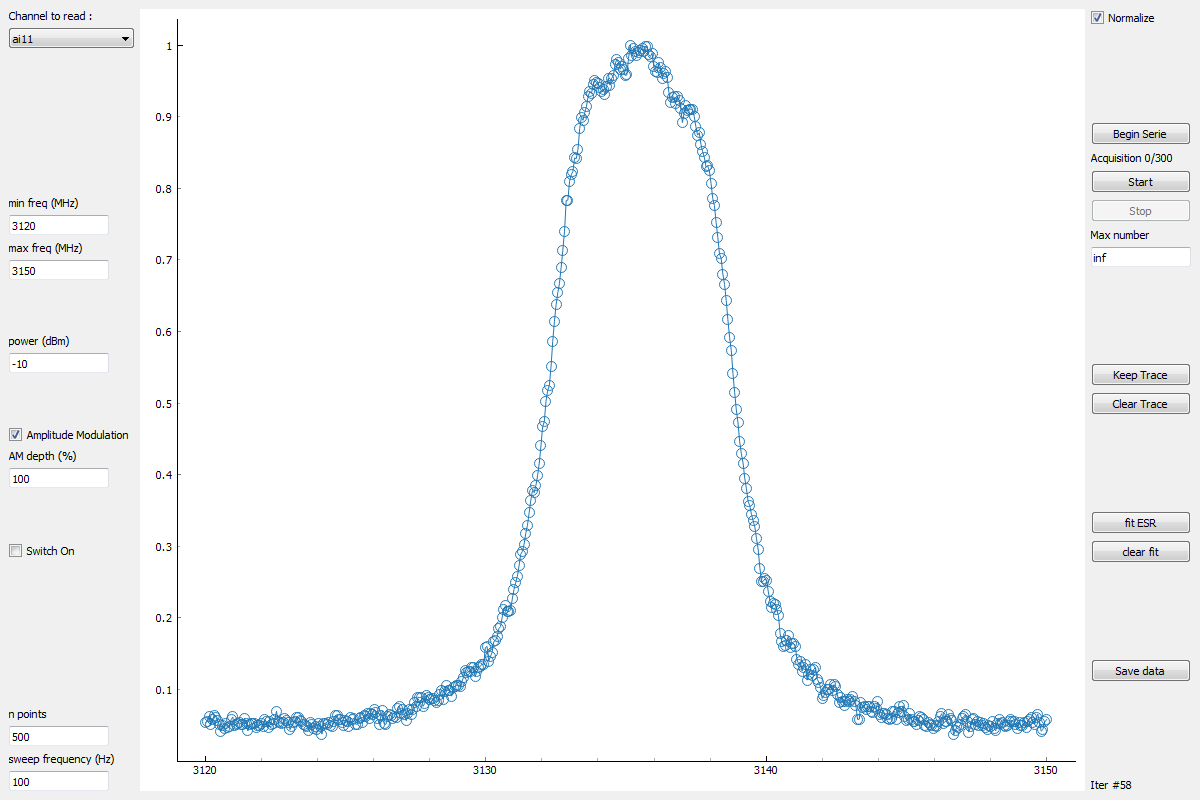 Channel to read :
ai11
min freq (MHz)
3120
max freq (MHz)
3150
power (dBm)
-10
Amplitude Modulation
AM depth (%)
100
Switch On
n points
500
sweep frequency (Hz)
100
1
0.9
0.8
0.7
0.6
0.5
0.4
0.3
0.2
0.1
3120
3130
3140
3150
Normalize
Begin Serie
Acquisition 0/300
Start
Stop
Max number
inf
Keep Trace
Clear Trace
fit ESR
clear fit
Save data
Iter #58